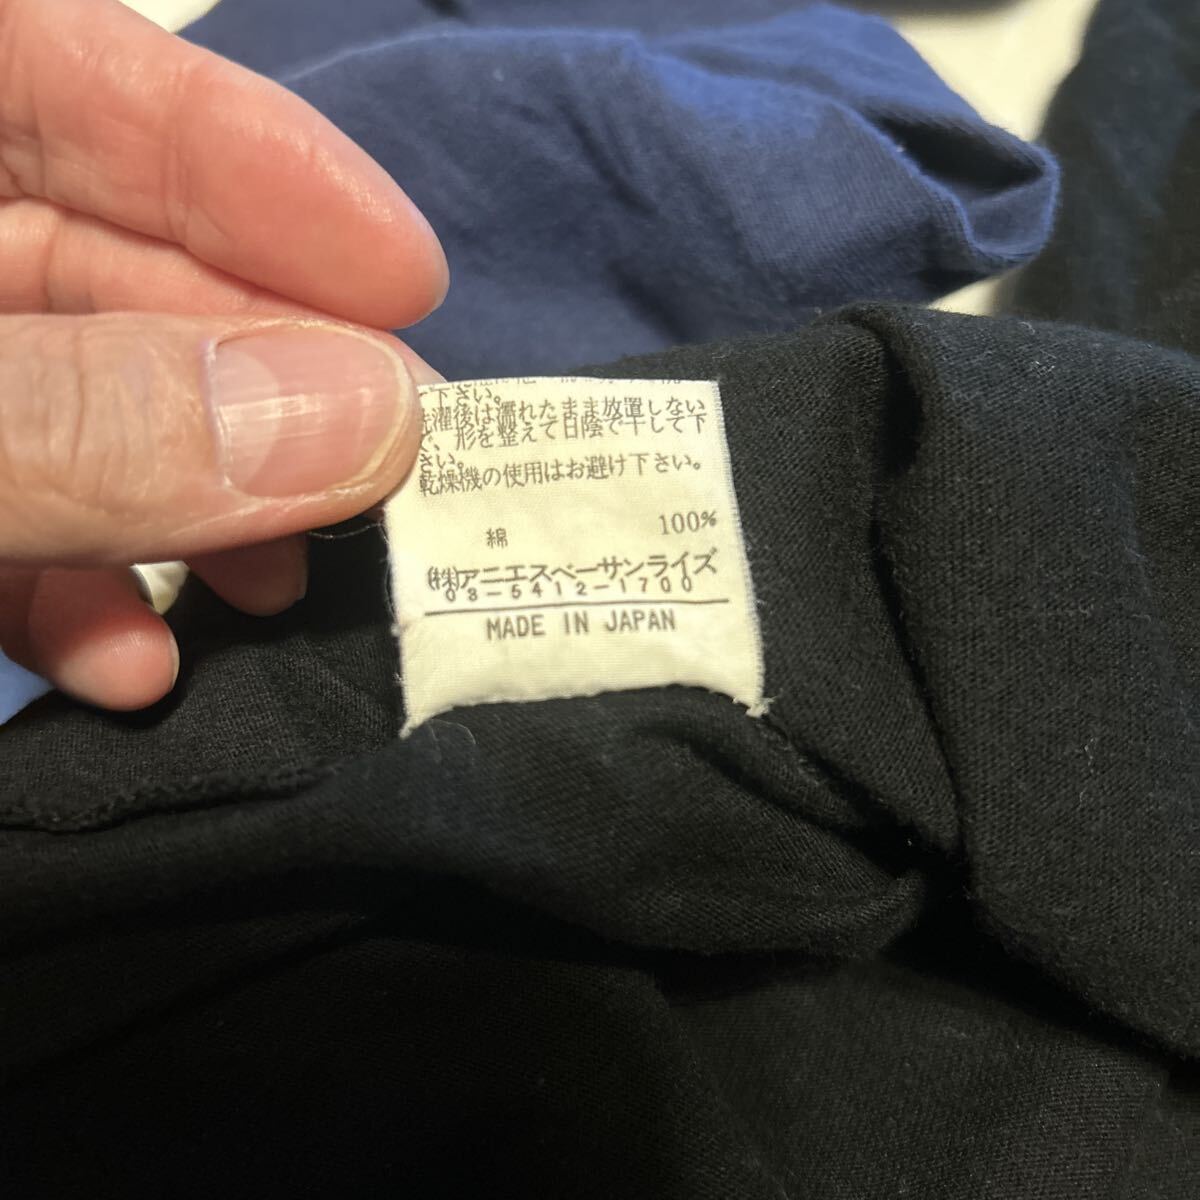 て下さい。
洗濯後は濡れたまま放置しない
で、形を整えて日陰で干して下
さい。
乾燥機の使用はお避け下さい。
綿 100%
(株)アニエスベーサンライズ
03-5412-1700
MADE IN JAPAN